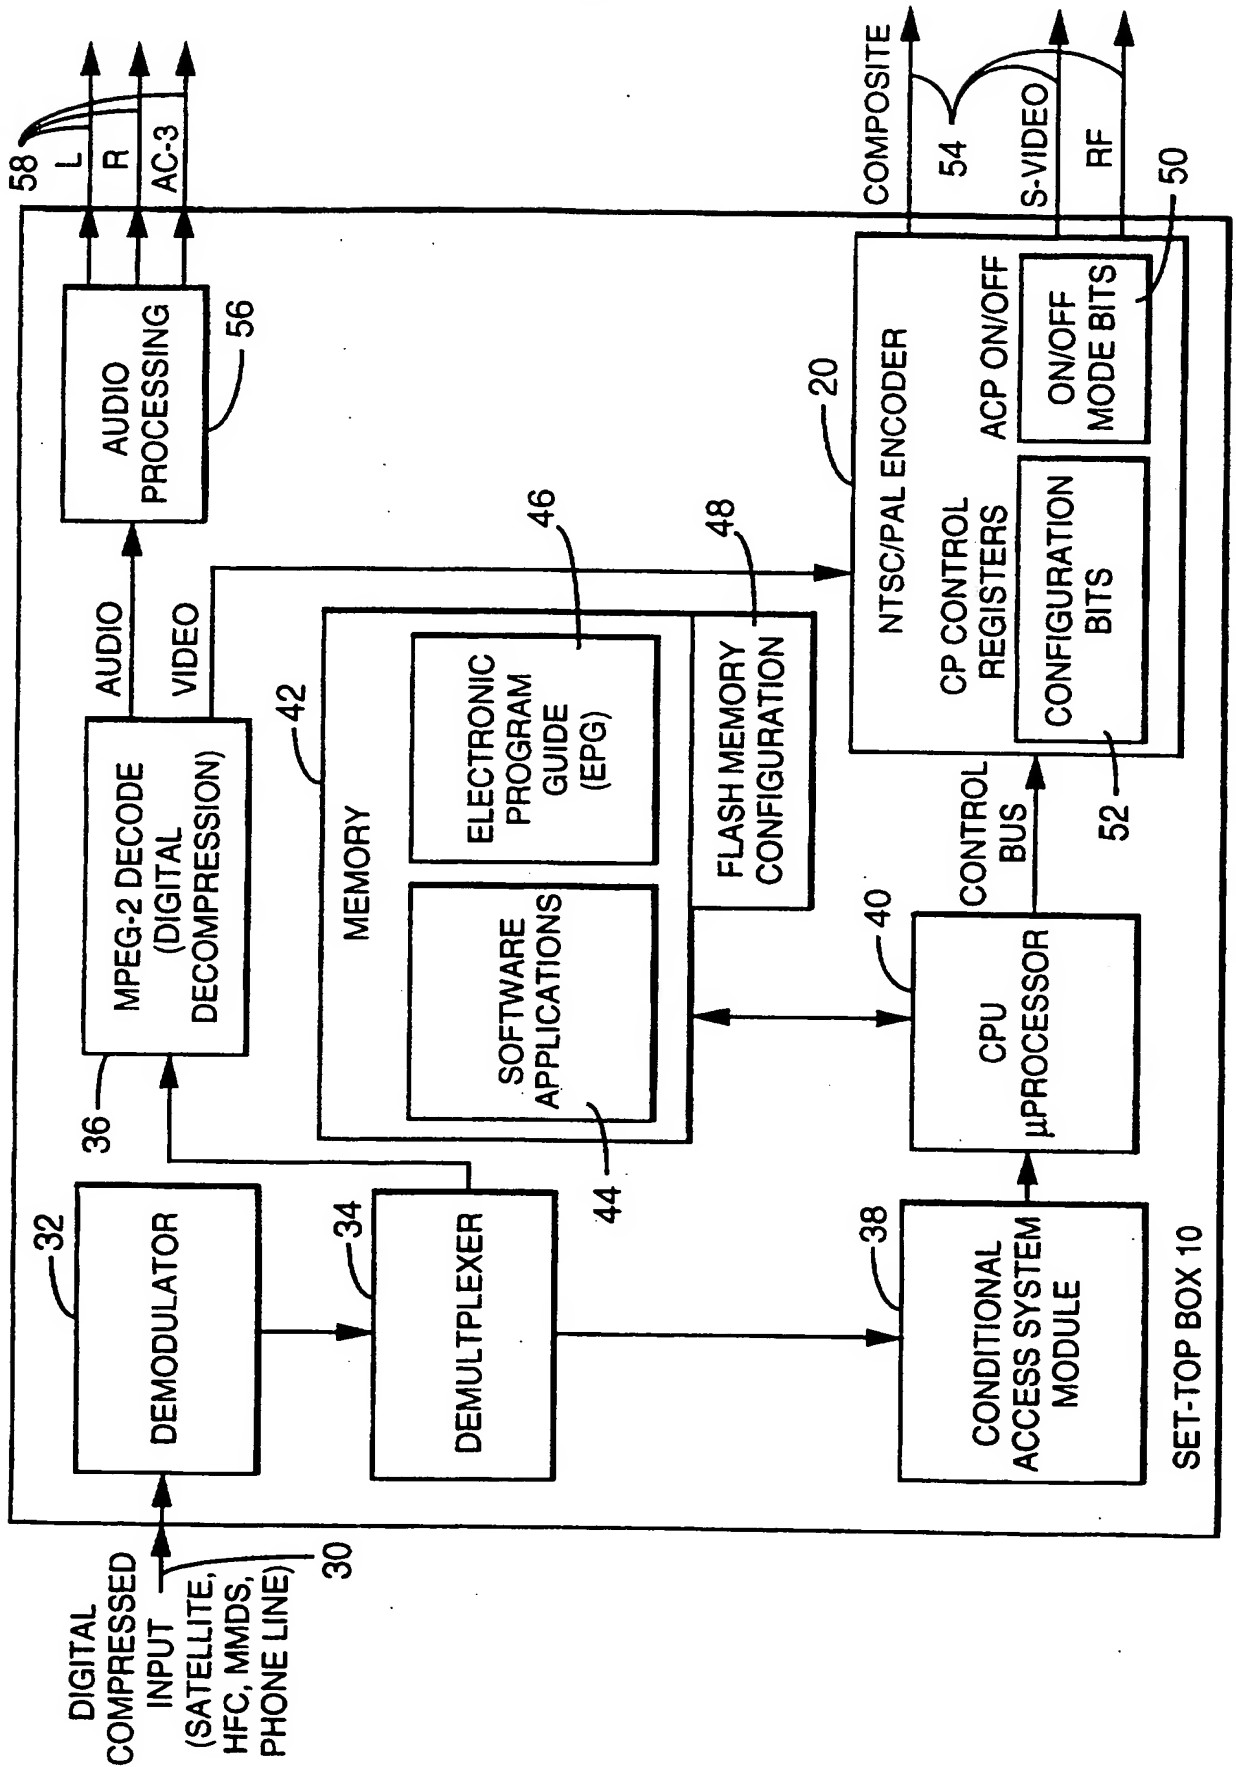 DIGITAL
COMPRESSED
INPUT
(SATELLITE,
HFC, MMDS,
PHONE LINE)
30
32
DEMODULATOR
34
DEMULTPLEXER
38
CONDITIONAL
ACCESS SYSTEM
MODULE
SET-TOP BOX 10
36
MPEG-2 DECODE
(DIGITAL
DECOMPRESSION)
AUDIO
VIDEO
42
MEMORY
SOFTWARE
APPLICATIONS
44
ELECTRONIC
PROGRAM
GUIDE
(EPG)
46
FLASH MEMORY
CONFIGURATION
48
40
CPU
µPROCESSOR
CONTROL
BUS
AUDIO
PROCESSING
56
58
L
R
AC-3
20
NTSC/PAL ENCODER
CP CONTROL
REGISTERS
ACP ON/OFF
CONFIGURATION
BITS
52
ON/OFF
MODE BITS
50
COMPOSITE
54
S-VIDEO
RF